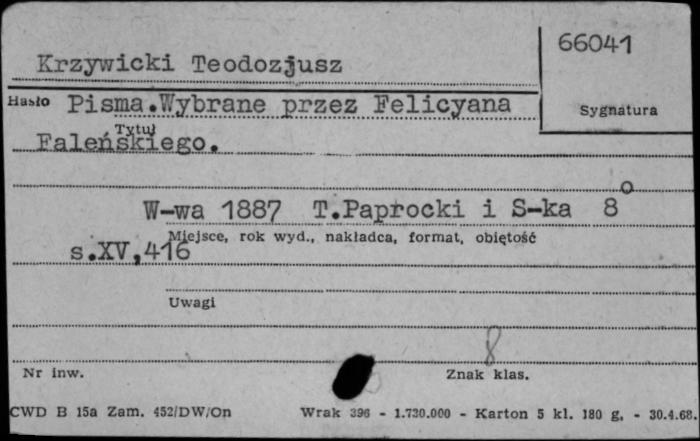 Krzywicki Teodozjusz
66041
Sygnatura
Hasło Pisma.Wybrane przez Felicyana
Tytuł
Faleńskiego.
W-wa 1887 T.Paprocki i S-ka 8º
Miejsce, rok wyd., nakładca, format, objętość
s.XV,416
Uwagi
8
Nr inw.
Znak klas.
CWD B 15a Zam. 452/DW/On Wrak 396 - 1.730.000 - Karton 5 kl. 180 g. - 30.4.68.